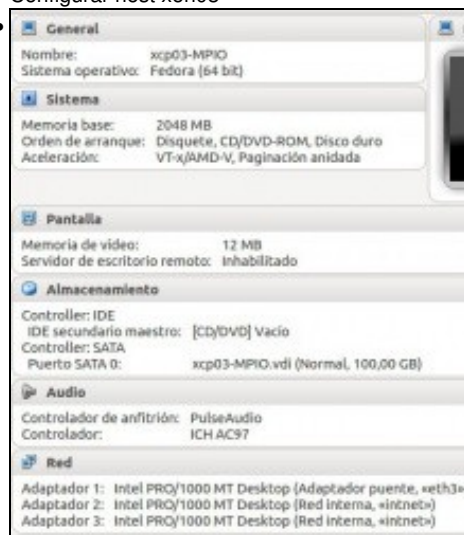 General
Nombre: xcp03-MPIO
Sistema operativo: Fedora (64 bit)
Sistema
Memoria base: 2048 MB
Orden de arranque: Disquete, CD/DVD-ROM, Disco duro
Aceleración: VT-x/AMD-V, Paginación anidada
Pantalla
Memoria de vídeo: 12 MB
Servidor de escritorio remoto: Inhabilitado
Almacenamiento
Controller: IDE
IDE secundario maestro: [CD/DVD] Vacío
Controller: SATA
Puerto SATA 0: xcp03-MPIO.vdi (Normal, 100,00 GB)
Audio
Controlador de anfitrión: PulseAudio
Controlador: ICH AC97
Red
Adaptador 1: Intel PRO/1000 MT Desktop (Adaptador puente, «eth3»
Adaptador 2: Intel PRO/1000 MT Desktop (Red interna, «intnet»)
Adaptador 3: Intel PRO/1000 MT Desktop (Red interna, «intnet»)